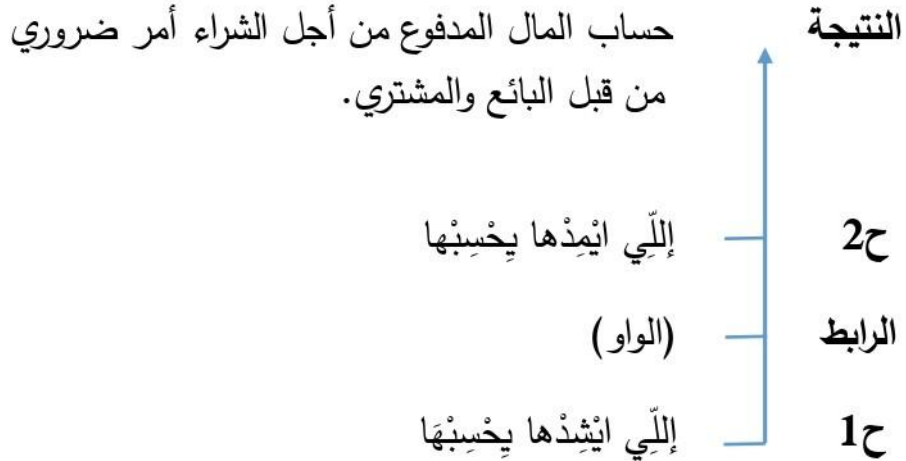 النتيجة حساب المال المدفوع من أجل الشراء أمر ضروري
من قبل البائع والمشتري.
ح2 إللِّي ايْمِدْها يِحْسِبْها
الرابط (الواو)
ح1 إللِّي ايْشِدْها يِحْسِبْهَا